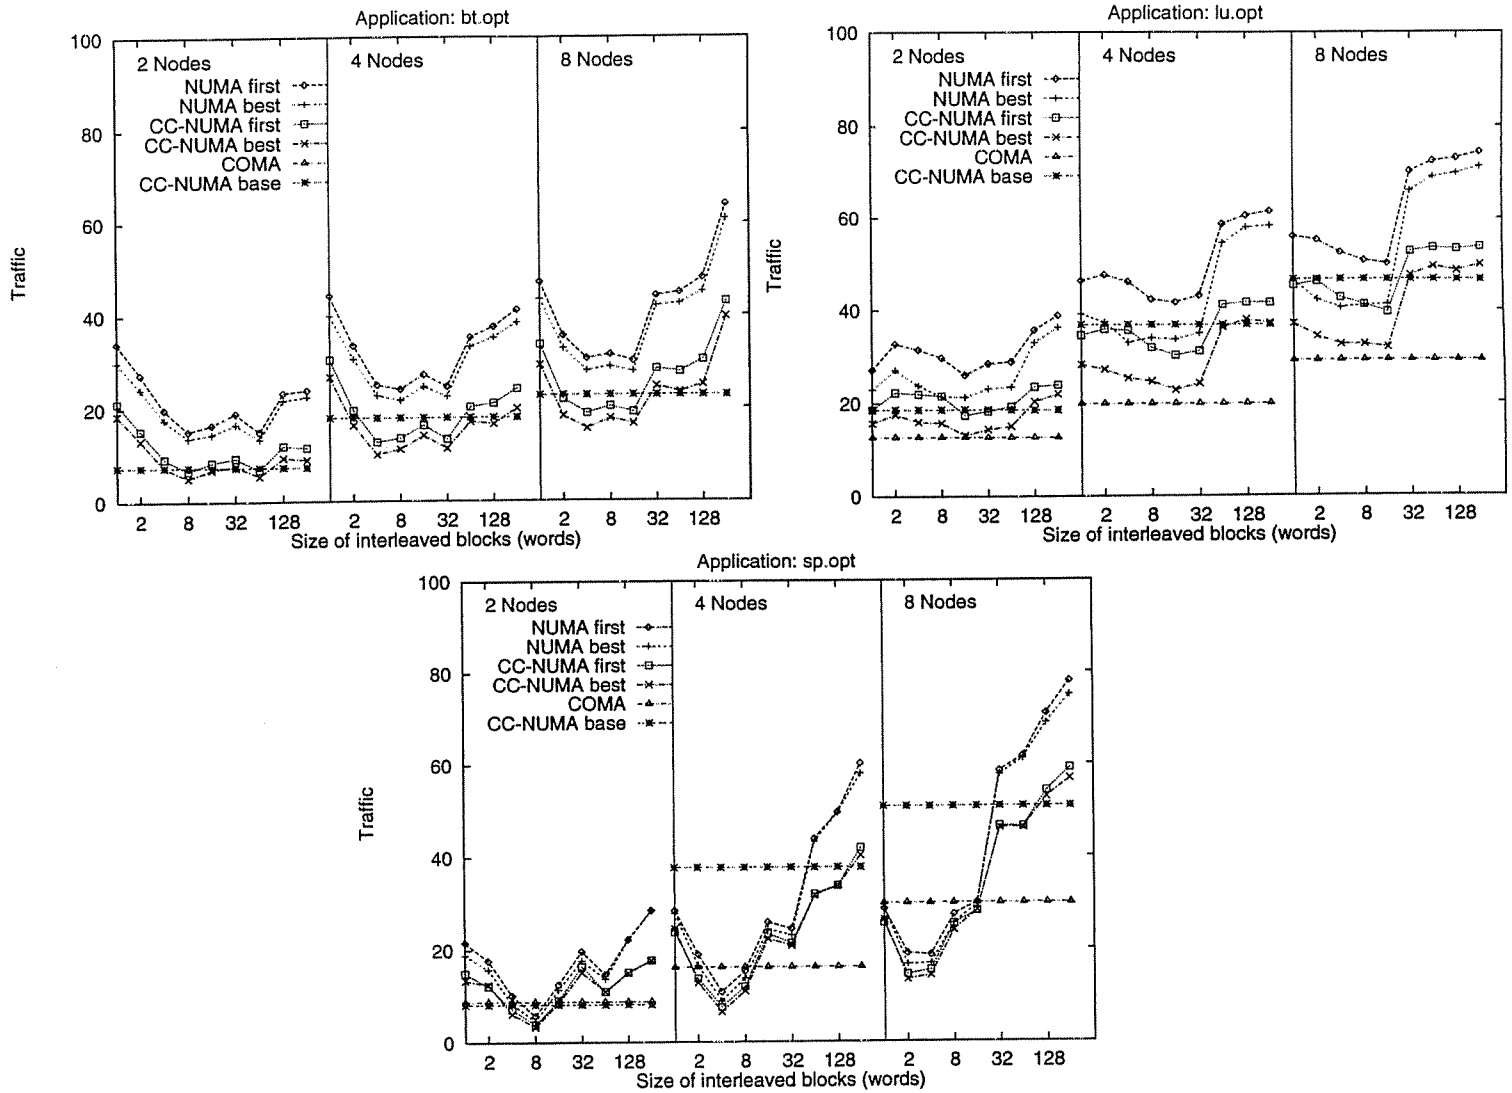 Application: bt.opt
100
80
60
40
20
0
Traffic
2 Nodes
4 Nodes
8 Nodes
NUMA first
NUMA best
CC-NUMA first
CC-NUMA best
COMA
CC-NUMA base
2 8 32 128 2 8 32 128 2 8 32 128
Size of interleaved blocks (words)
Application: lu.opt
100
80
60
40
20
0
Traffic
2 Nodes
4 Nodes
8 Nodes
NUMA first
NUMA best
CC-NUMA first
CC-NUMA best
COMA
CC-NUMA base
2 8 32 128 2 8 32 128 2 8 32 128
Size of interleaved blocks (words)
Application: sp.opt
100
80
60
40
20
0
Traffic
2 Nodes
4 Nodes
8 Nodes
NUMA first
NUMA best
CC-NUMA first
CC-NUMA best
COMA
CC-NUMA base
2 8 32 128 2 8 32 128 2 8 32 128
Size of interleaved blocks (words)